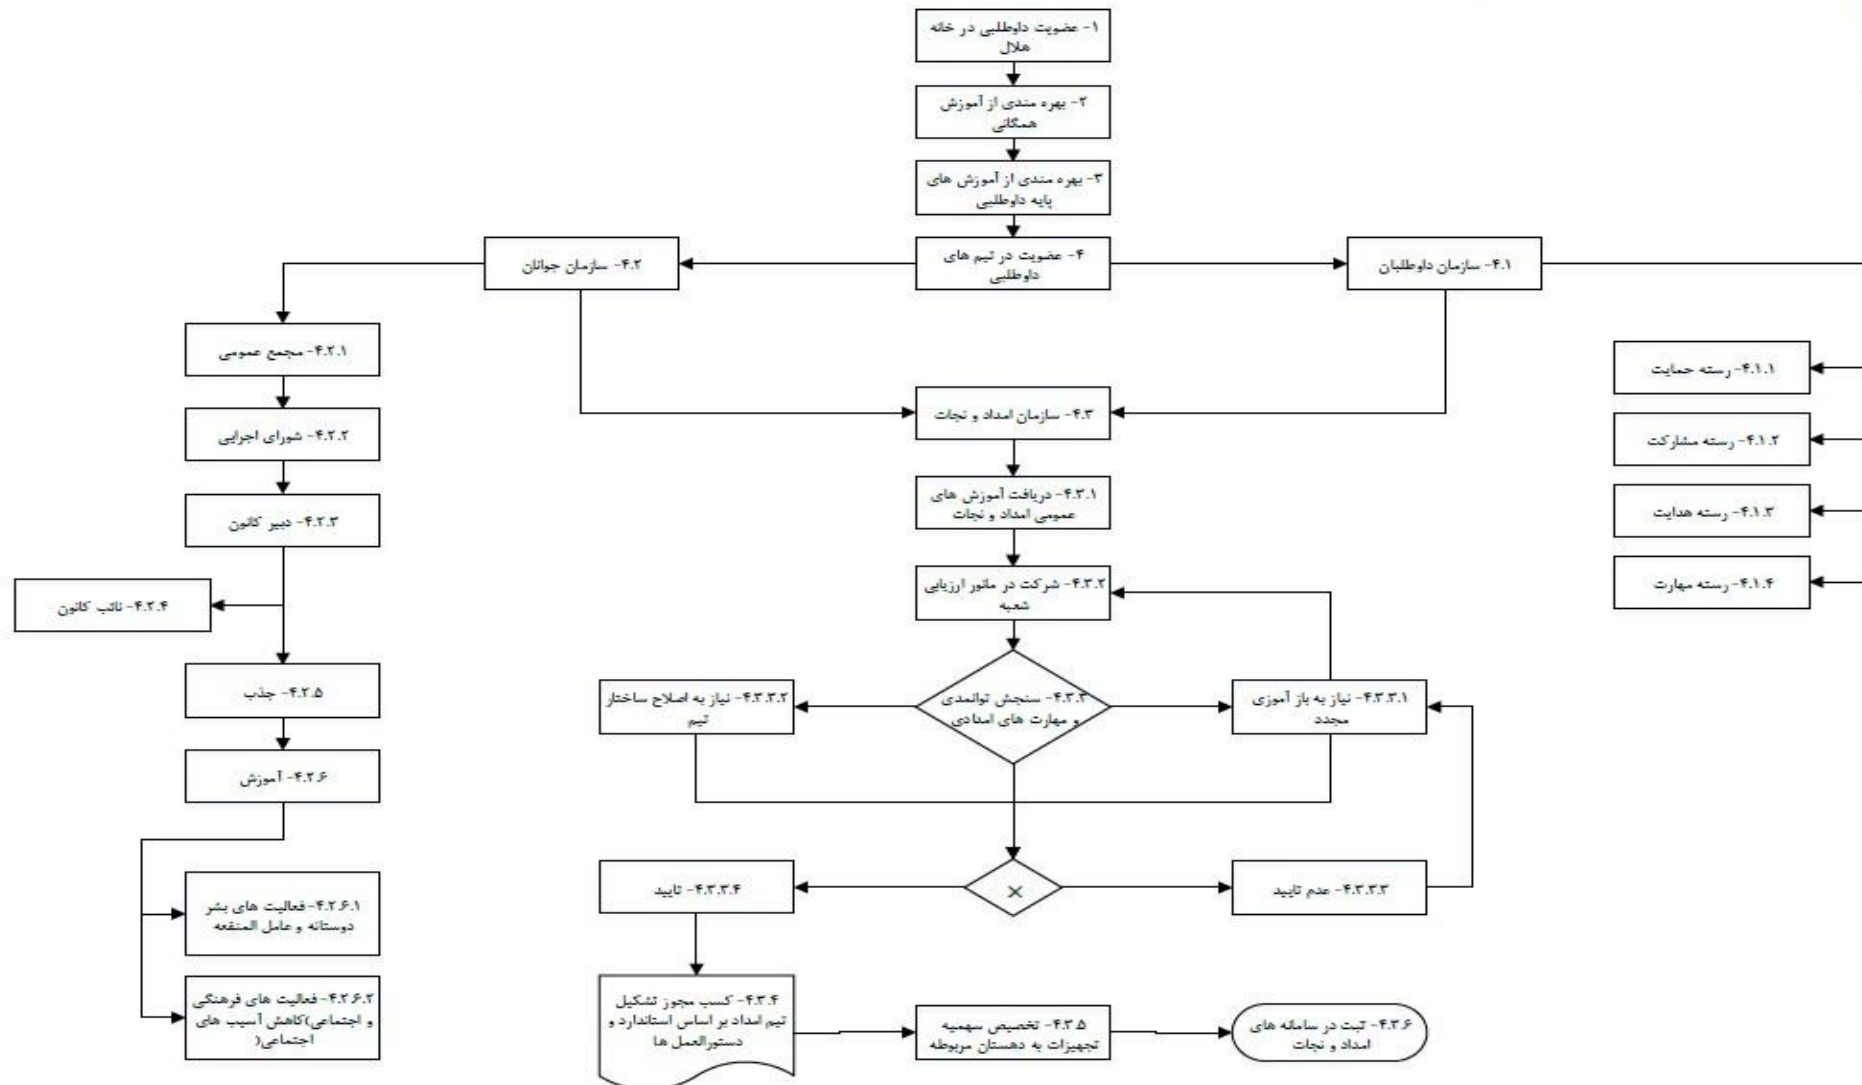 ۱- عضویت داوطلبی در خانه
هلال
۲- بهره مندی از آموزش
همگانی
۳- بهره مندی از آموزش های
پایه داوطلبی
۴- عضویت در تیم های
داوطلبی
۴.۱- سازمان داوطلبان
۴.۲- سازمان جوانان
۴.۱.۱- رسته حمایت
۴.۱.۲- رسته مشارکت
۴.۱.۳- رسته هدایت
۴.۱.۴- رسته مهارت
۴.۳- سازمان امداد و نجات
۴.۳.۱- دریافت آموزش های
عمومی امداد و نجات
۴.۳.۲- شرکت در مانور ارزیابی
شعبه
۴.۳.۳- سنجش توانمدی
و مهارت های امدادی
۴.۳.۳.۱- نیاز به باز آموزی
مجدد
۴.۳.۳.۲- نیاز به اصلاح ساختار
تیم
×
۴.۳.۳.۳- عدم تایید
۴.۳.۳.۴- تایید
۴.۳.۴- کسب مجوز تشکیل
تیم امداد بر اساس استاندارد و
دستورالعمل ها
۴.۳.۵- تخصیص سهمیه
تجهیزات به دهستان مربوطه
۴.۳.۶- ثبت در سامانه های
امداد و نجات
۴.۲.۱- مجمع عمومی
۴.۲.۲- شورای اجرایی
۴.۲.۳- دبیر کانون
۴.۲.۴- نائب کانون
۴.۲.۵- جذب
۴.۲.۶- آموزش
۴.۲.۶.۱- فعالیت های بشر
دوستانه و عامل المنفعه
۴.۲.۶.۲- فعالیت های فرهنگی
و اجتماعی)کاهش آسیب های
اجتماعی(